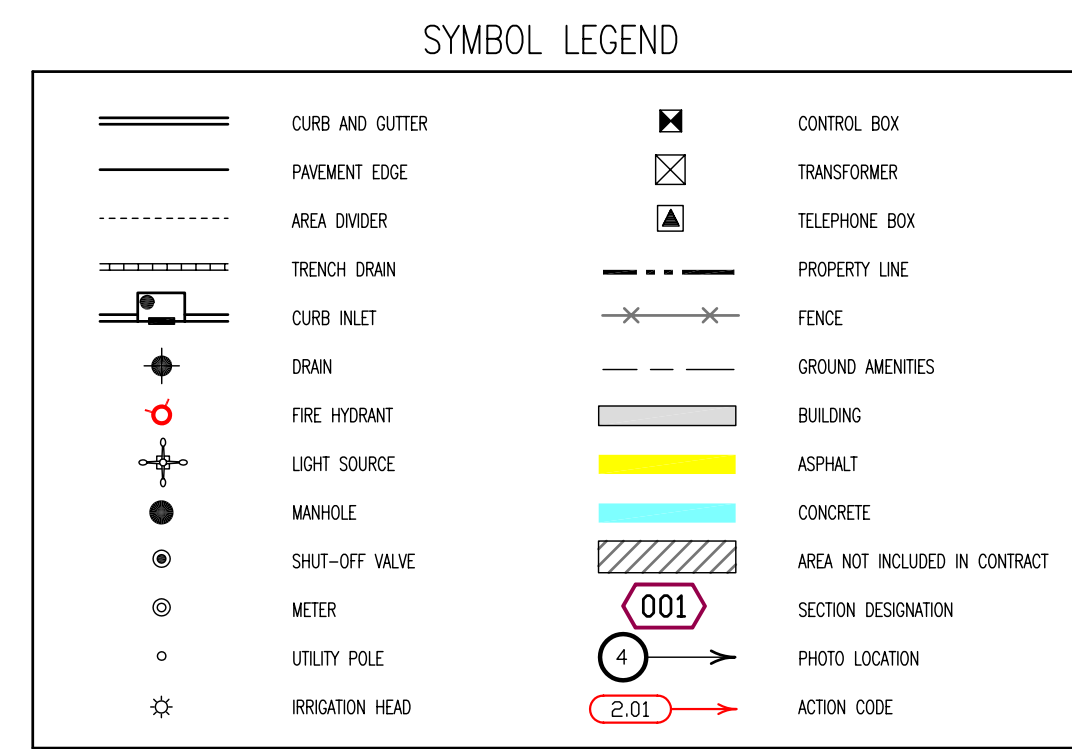 SYMBOL LEGEND
CURB AND GUTTER
PAVEMENT EDGE
AREA DIVIDER
TRENCH DRAIN
CURB INLET
DRAIN
FIRE HYDRANT
LIGHT SOURCE
MANHOLE
SHUT-OFF VALVE
METER
UTILITY POLE
IRRIGATION HEAD
CONTROL BOX
TRANSFORMER
TELEPHONE BOX
PROPERTY LINE
FENCE
GROUND AMENITIES
BUILDING
ASPHALT
CONCRETE
AREA NOT INCLUDED IN CONTRACT
001 SECTION DESIGNATION
4 PHOTO LOCATION
2.01 ACTION CODE